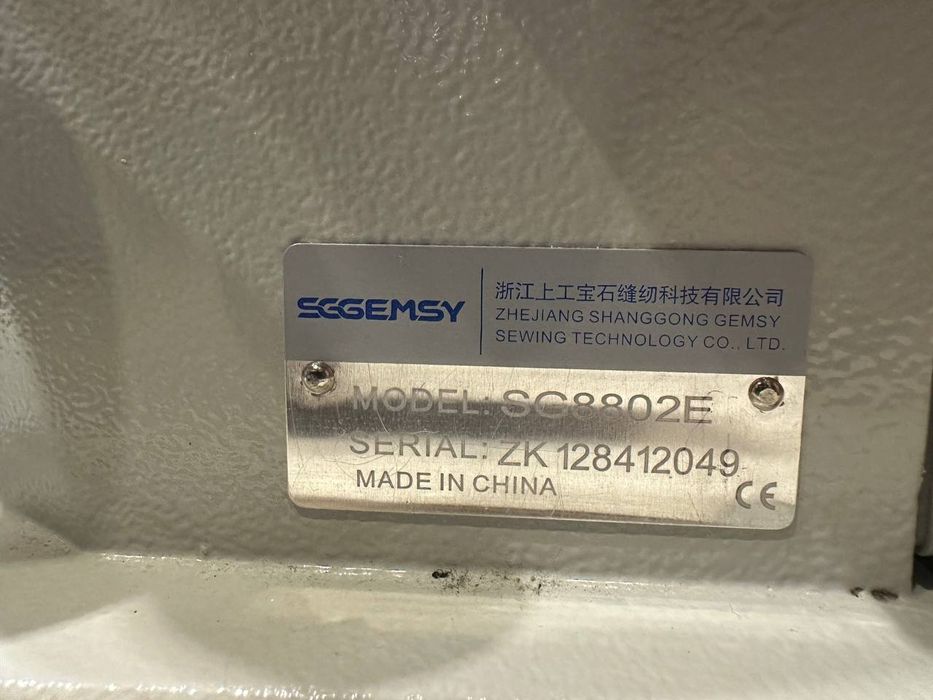 SGGEMSY
浙江上工宝石缝纫科技有限公司
ZHEJIANG SHANGGONG GEMSY
SEWING TECHNOLOGY CO., LTD.
MODEL: SG8802E
SERIAL: ZK 128412049
MADE IN CHINA
CE